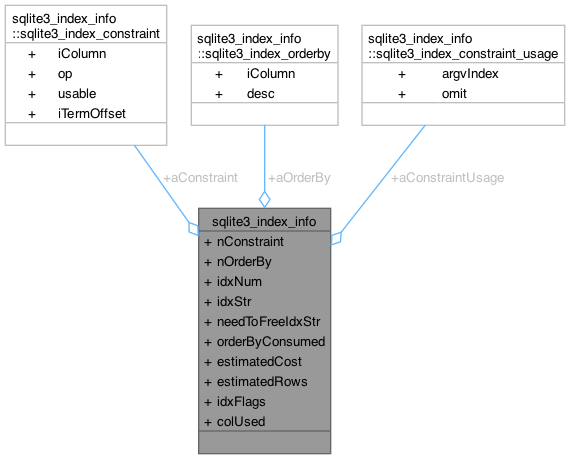 sqlite3_index_info
::sqlite3_index_constraint
+ iColumn
+ op
+ usable
+ iTermOffset
sqlite3_index_info
::sqlite3_index_orderby
+ iColumn
+ desc
sqlite3_index_info
::sqlite3_index_constraint_usage
+ argvIndex
+ omit
+aConstraint
+aOrderBy
+aConstraintUsage
sqlite3_index_info
+ nConstraint
+ nOrderBy
+ idxNum
+ idxStr
+ needToFreeIdxStr
+ orderByConsumed
+ estimatedCost
+ estimatedRows
+ idxFlags
+ colUsed